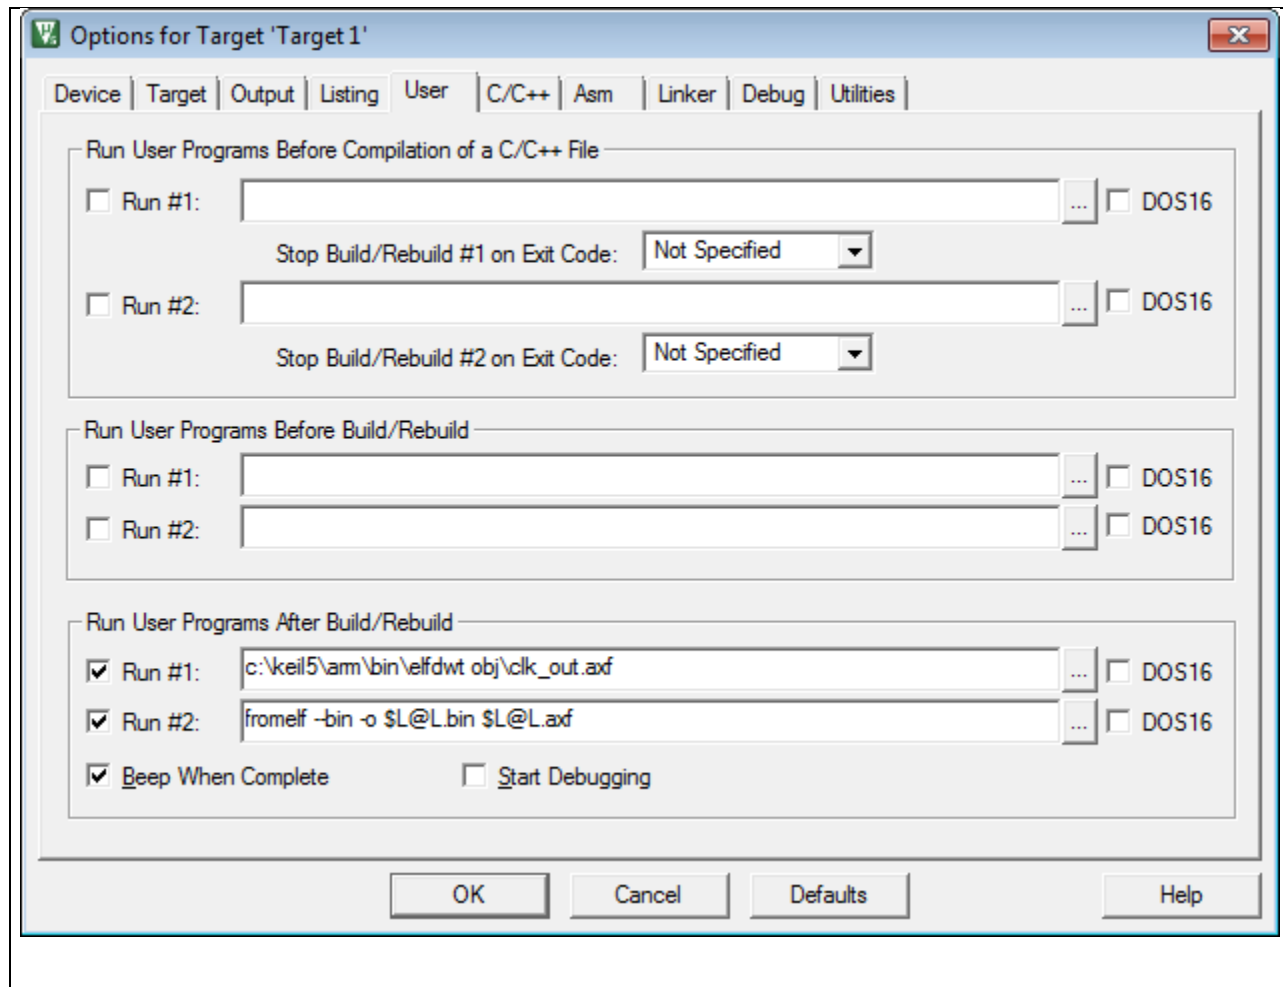 Options for Target 'Target 1'
Device Target Output Listing User C/C++ Asm Linker Debug Utilities
Run User Programs Before Compilation of a C/C++ File
Run #1: ... DOS16
Stop Build/Rebuild #1 on Exit Code: Not Specified
Run #2: ... DOS16
Stop Build/Rebuild #2 on Exit Code: Not Specified
Run User Programs Before Build/Rebuild
Run #1: ... DOS16
Run #2: ... DOS16
Run User Programs After Build/Rebuild
Run #1: c:\keil5\arm\bin\elfdwt obj\clk_out.axf ... DOS16
Run #2: fromelf --bin -o $L@L.bin $L@L.axf ... DOS16
Beep When Complete Start Debugging
OK Cancel Defaults Help